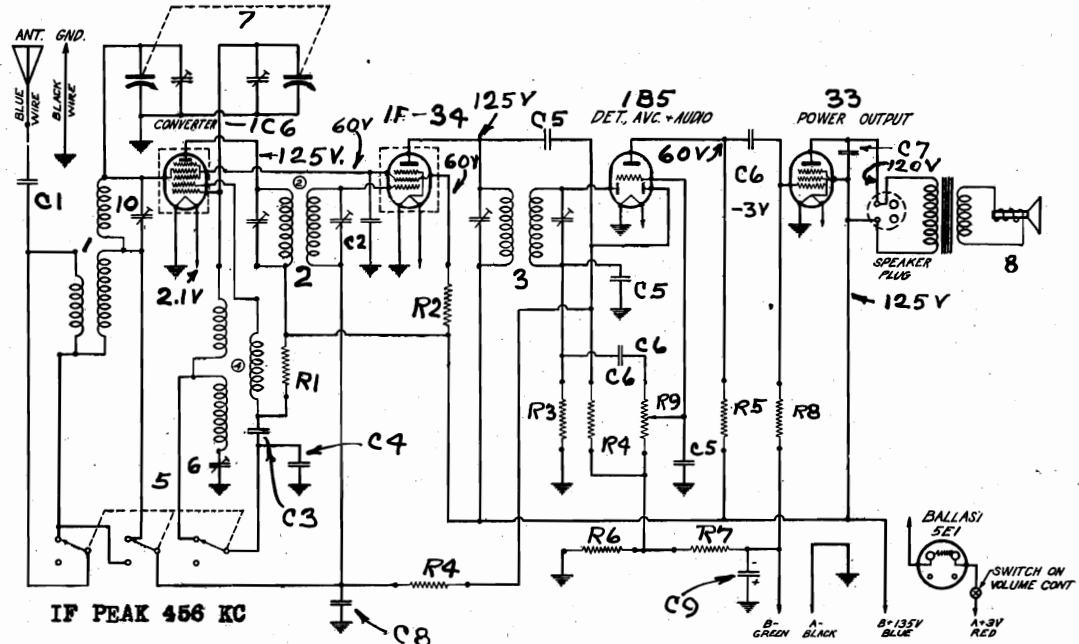 7
ANT. GND.
BLUE WIRE
BLACK WIRE
CONVERTER
1C6
125V.
60V
1F-34
60V
125V
C5
1B5
DET., AVC. + AUDIO
60V
C6
-3V
33
POWER OUTPUT
C7
120V
SPEAKER PLUG
125V
8
C1
1
10
2.1V
2
2
C2
R2
3
C5
4
R1
C6
C6
R3
R4
R9
C5
R5
R8
6
C4
C3
5
R4
R6
R7
C9
C8
BALLAST
5E1
SWITCH ON
VOLUME CONT
IF PEAK 456 KC
B-
GREEN
A-
BLACK
B+135V
BLUE
A+3V
RED